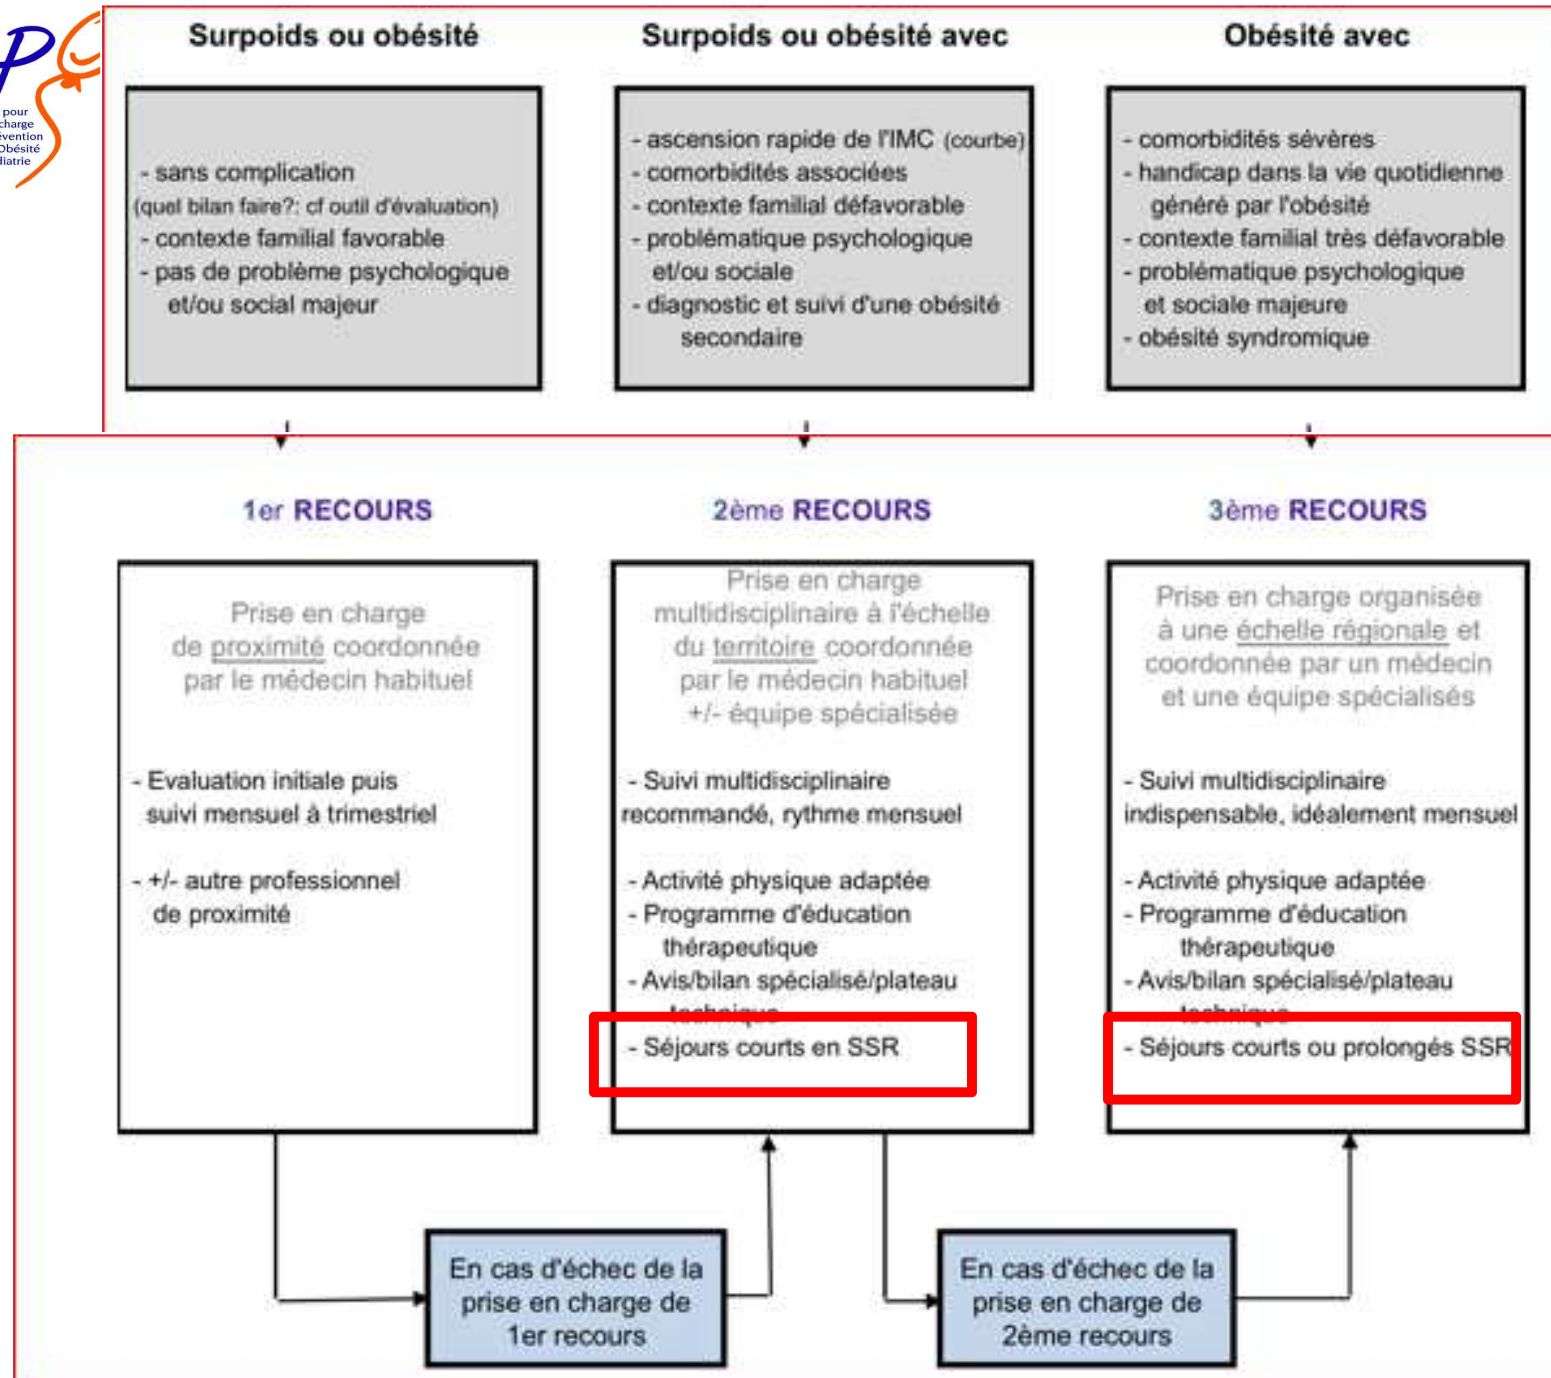 P
pour
charge
évention
Obésité
diatrie
Surpoids ou obésité
- sans complication
(quel bilan faire?: cf outil d'évaluation)
- contexte familial favorable
- pas de problème psychologique
et/ou social majeur
Surpoids ou obésité avec
- ascension rapide de l'IMC (courbe)
- comorbidités associées
- contexte familial défavorable
- problématique psychologique
et/ou sociale
- diagnostic et suivi d'une obésité
secondaire
Obésité avec
- comorbidités sévères
- handicap dans la vie quotidienne
généré par l'obésité
- contexte familial très défavorable
- problématique psychologique
et sociale majeure
- obésité syndromique
1er RECOURS
Prise en charge
de proximité coordonnée
par le médecin habituel
- Evaluation initiale puis
suivi mensuel à trimestriel
- +/- autre professionnel
de proximité
2ème RECOURS
Prise en charge
multidisciplinaire à l'échelle
du territoire coordonnée
par le médecin habituel
+/- équipe spécialisée
- Suivi multidisciplinaire
recommandé, rythme mensuel
- Activité physique adaptée
- Programme d'éducation
thérapeutique
- Avis/bilan spécialisé/plateau
technique
- Séjours courts en SSR
3ème RECOURS
Prise en charge organisée
à une échelle régionale et
coordonnée par un médecin
et une équipe spécialisés
- Suivi multidisciplinaire
indispensable, idéalement mensuel
- Activité physique adaptée
- Programme d'éducation
thérapeutique
- Avis/bilan spécialisé/plateau
technique
- Séjours courts ou prolongés SSR
En cas d'échec de la
prise en charge de
1er recours
En cas d'échec de la
prise en charge de
2ème recours